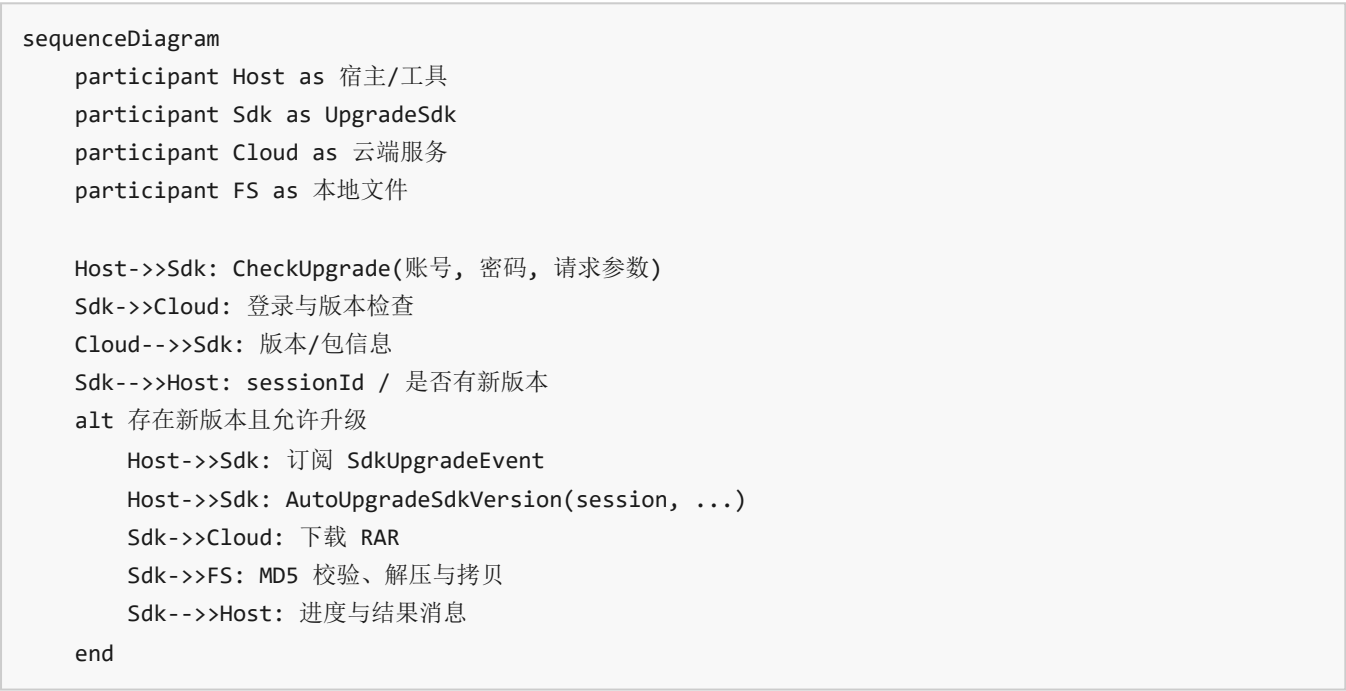 sequenceDiagram
    participant Host as 宿主/工具
    participant Sdk as UpgradeSdk
    participant Cloud as 云端服务
    participant FS as 本地文件

    Host->>Sdk: CheckUpgrade(账号, 密码, 请求参数)
    Sdk->>Cloud: 登录与版本检查
    Cloud-->>Sdk: 版本/包信息
    Sdk-->>Host: sessionId / 是否有新版本
    alt 存在新版本且允许升级
        Host->>Sdk: 订阅 SdkUpgradeEvent
        Host->>Sdk: AutoUpgradeSdkVersion(session, ...)
        Sdk->>Cloud: 下载 RAR
        Sdk->>FS: MD5 校验、解压与拷贝
        Sdk-->>Host: 进度与结果消息
    end